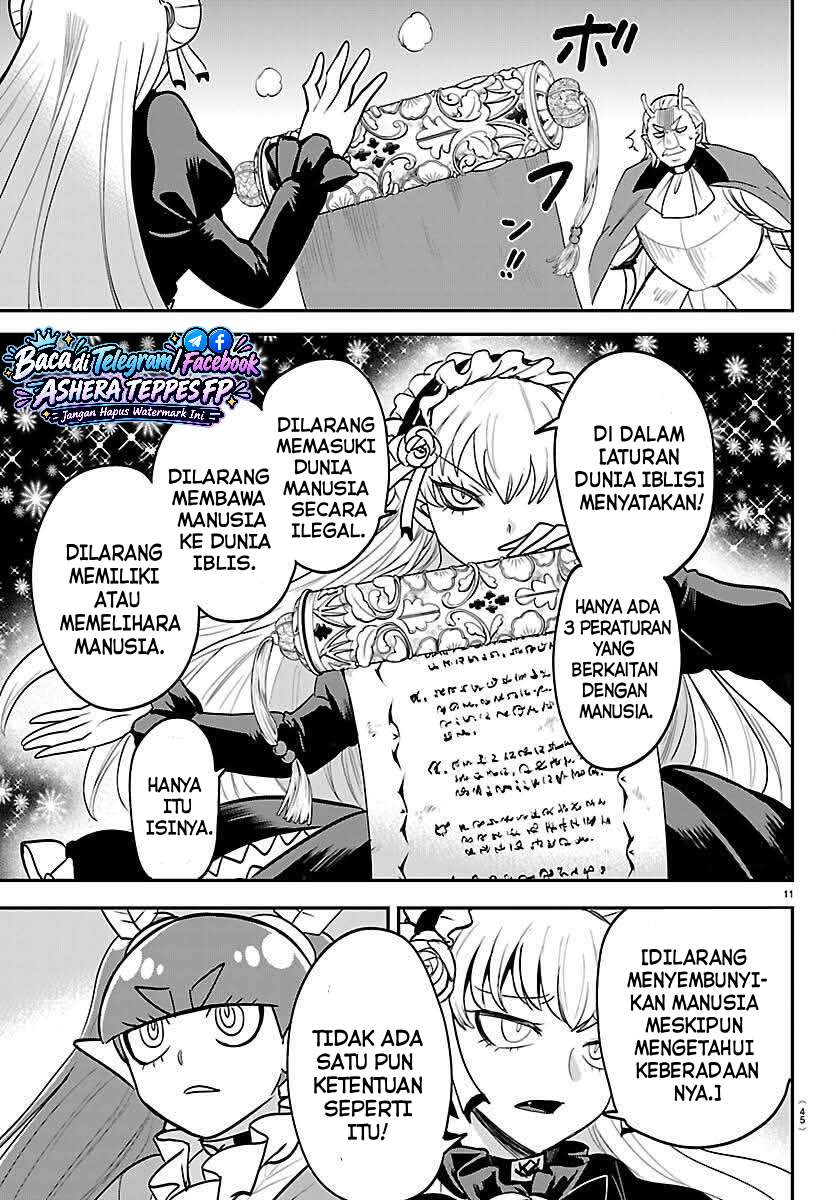 ボ
フン!!
Baca di Telegram/Facebook
ASHERA TEPPES FP
Jangan Hapus Watermark Ini
DI DALAM
[ATURAN
DUNIA IBLIS]
MENYATAKAN!
HANYA ADA
3 PERATURAN
YANG
BERKAITAN
DENGAN
MANUSIA.
DILARANG
MEMASUKI
DUNIA
MANUSIA
SECARA
ILEGAL.
DILARANG
MEMBAWA
MANUSIA
KE DUNIA
IBLIS.
DILARANG
MEMILIKI
ATAU
MEMELIHARA
MANUSIA.
HANYA
ITU
ISINYA.
11
[DILARANG
MENYEMBUNYI-
KAN MANUSIA
MESKIPUN
MENGETAHUI
KEBERADAAN
NYA.]
TIDAK ADA
SATU PUN
KETENTUAN
SEPERTI
ITU!
(45)